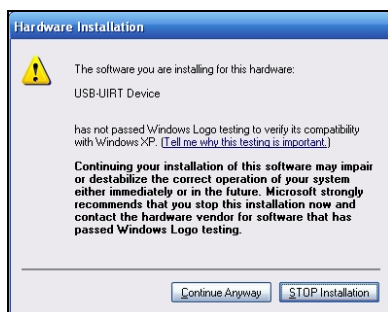 Hardware Installation
The software you are installing for this hardware:
USB-UIRT Device
has not passed Windows Logo testing to verify its compatibility
with Windows XP. (Tell me why this testing is important.)
Continuing your installation of this software may impair
or destabilize the correct operation of your system
either immediately or in the future. Microsoft strongly
recommends that you stop this installation now and
contact the hardware vendor for software that has
passed Windows Logo testing.
Continue Anyway
STOP Installation